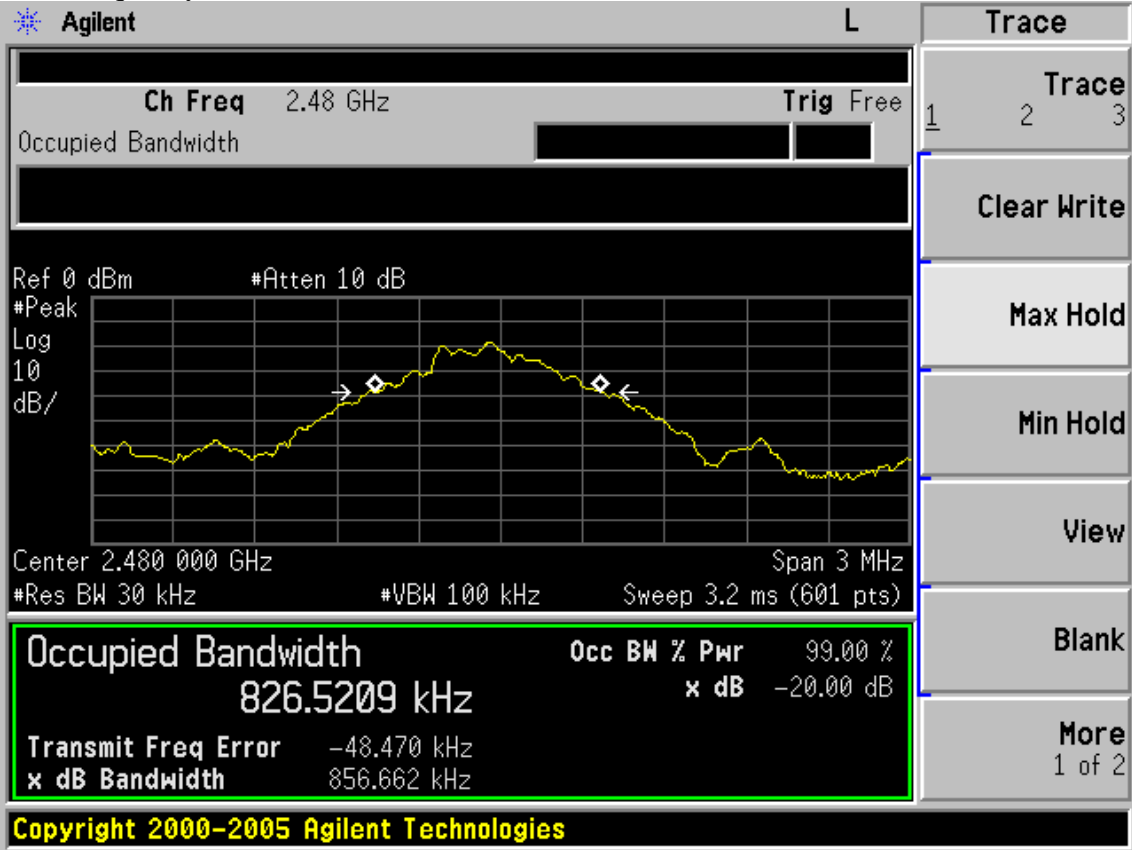 Agilent L
Ch Freq 2.48 GHz Trig Free
Occupied Bandwidth
Ref 0 dBm #Atten 10 dB
#Peak
Log
10
dB/
Center 2.480 000 GHz Span 3 MHz
#Res BW 30 kHz #VBW 100 kHz Sweep 3.2 ms (601 pts)
Occupied Bandwidth
826.5209 kHz
Occ BW % Pwr 99.00 %
x dB -20.00 dB
Transmit Freq Error -48.470 kHz
x dB Bandwidth 856.662 kHz
Copyright 2000-2005 Agilent Technologies
Trace
Trace
1 2 3
Clear Write
Max Hold
Min Hold
View
Blank
More
1 of 2